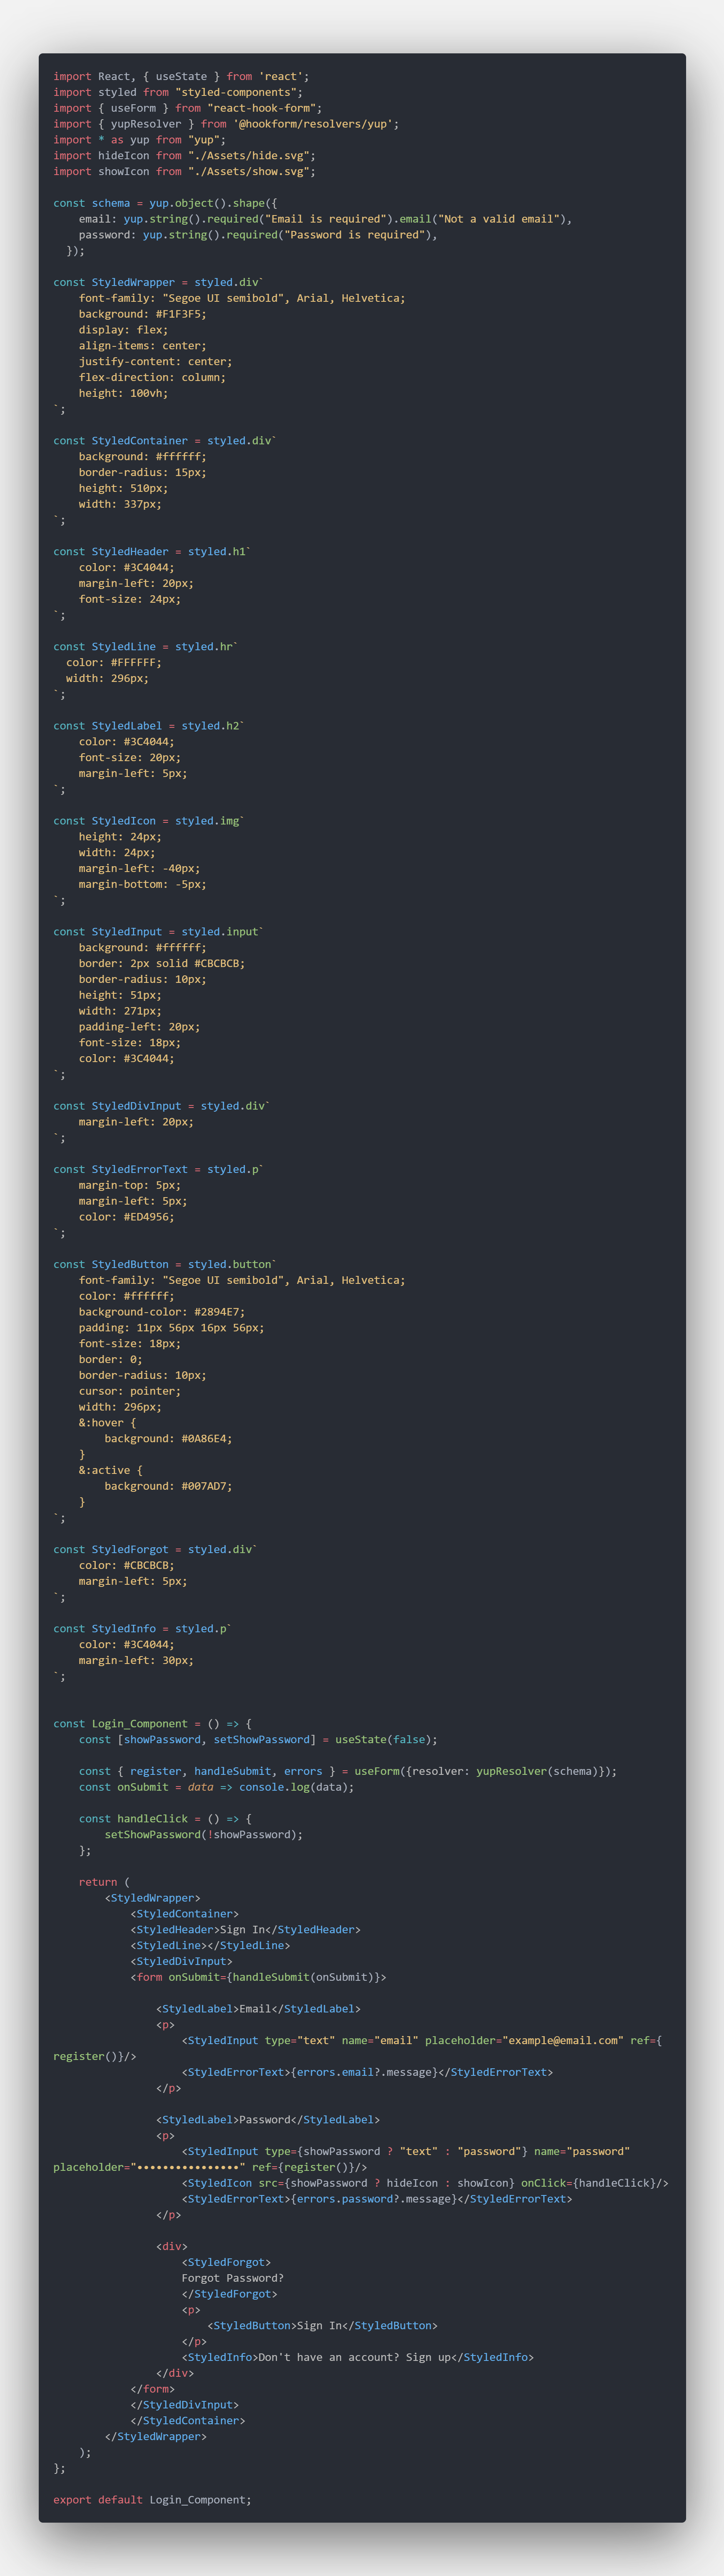 import React, { useState } from 'react';
import styled from "styled-components";
import { useForm } from "react-hook-form";
import { yupResolver } from '@hookform/resolvers/yup';
import * as yup from "yup";
import hideIcon from "./Assets/hide.svg";
import showIcon from "./Assets/show.svg";

const schema = yup.object().shape({
    email: yup.string().required("Email is required").email("Not a valid email"),
    password: yup.string().required("Password is required"),
  });

const StyledWrapper = styled.div`
    font-family: "Segoe UI semibold", Arial, Helvetica;
    background: #F1F3F5;
    display: flex;
    align-items: center;
    justify-content: center;
    flex-direction: column;
    height: 100vh;
`;

const StyledContainer = styled.div`
    background: #ffffff;
    border-radius: 15px;
    height: 510px;
    width: 337px;
`;

const StyledHeader = styled.h1`
    color: #3C4044;
    margin-left: 20px;
    font-size: 24px;
`;

const StyledLine = styled.hr`
  color: #FFFFFF;
  width: 296px;
`;

const StyledLabel = styled.h2`
    color: #3C4044;
    font-size: 20px;
    margin-left: 5px;
`;

const StyledIcon = styled.img`
    height: 24px;
    width: 24px;
    margin-left: -40px;
    margin-bottom: -5px;
`;

const StyledInput = styled.input`
    background: #ffffff;
    border: 2px solid #CBCBCB;
    border-radius: 10px;
    height: 51px;
    width: 271px;
    padding-left: 20px;
    font-size: 18px;
    color: #3C4044;
`;

const StyledDivInput = styled.div`
    margin-left: 20px;
`;

const StyledErrorText = styled.p`
    margin-top: 5px;
    margin-left: 5px;
    color: #ED4956;
`;

const StyledButton = styled.button`
    font-family: "Segoe UI semibold", Arial, Helvetica;
    color: #ffffff;
    background-color: #2894E7;
    padding: 11px 56px 16px 56px;
    font-size: 18px;
    border: 0;
    border-radius: 10px;
    cursor: pointer;
    width: 296px;
    &:hover {
        background: #0A86E4;
    }
    &:active {
        background: #007AD7;
    }
`;

const StyledForgot = styled.div`
    color: #CBCBCB;
    margin-left: 5px;
`;

const StyledInfo = styled.p`
    color: #3C4044;
    margin-left: 30px;
`;


const Login_Component = () => {
    const [showPassword, setShowPassword] = useState(false);

    const { register, handleSubmit, errors } = useForm({resolver: yupResolver(schema)});
    const onSubmit = data => console.log(data);

    const handleClick = () => {
        setShowPassword(!showPassword);
    };

    return (
        <StyledWrapper>
            <StyledContainer>
            <StyledHeader>Sign In</StyledHeader>
            <StyledLine></StyledLine>
            <StyledDivInput>
            <form onSubmit={handleSubmit(onSubmit)}>

                <StyledLabel>Email</StyledLabel>
                <p>
                    <StyledInput type="text" name="email" placeholder="example@email.com" ref={
register()}/>
                    <StyledErrorText>{errors.email?.message}</StyledErrorText>
                </p>

                <StyledLabel>Password</StyledLabel>
                <p>
                    <StyledInput type={showPassword ? "text" : "password"} name="password"
placeholder="••••••••••••••••" ref={register()}/>
                    <StyledIcon src={showPassword ? hideIcon : showIcon} onClick={handleClick}/>
                    <StyledErrorText>{errors.password?.message}</StyledErrorText>
                </p>

                <div>
                    <StyledForgot>
                    Forgot Password?
                    </StyledForgot>
                    <p>
                        <StyledButton>Sign In</StyledButton>
                    </p>
                    <StyledInfo>Don't have an account? Sign up</StyledInfo>
                </div>
            </form>
            </StyledDivInput>
            </StyledContainer>
        </StyledWrapper>
    );
};

export default Login_Component;